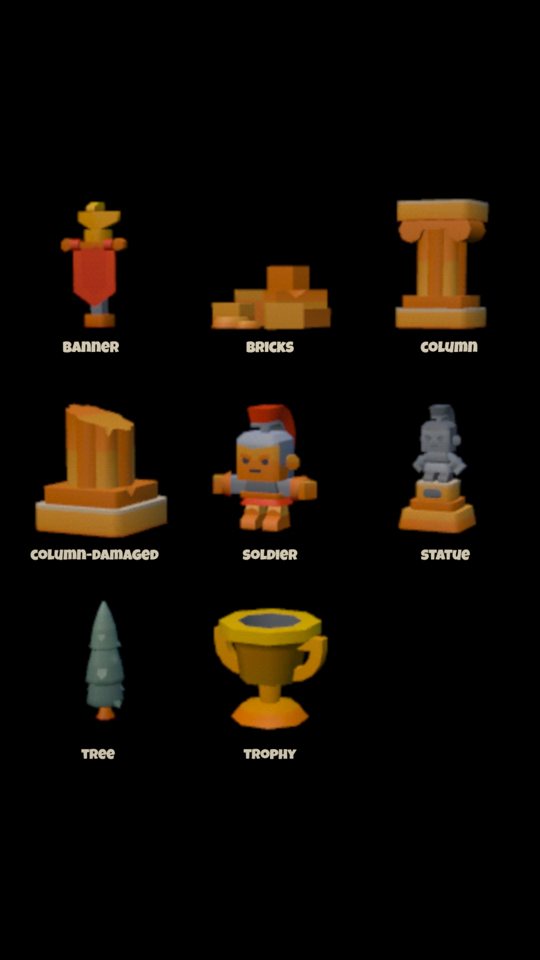 Banner
Bricks
Column
Column-Damaged
Soldier
Statue
Tree
Trophy